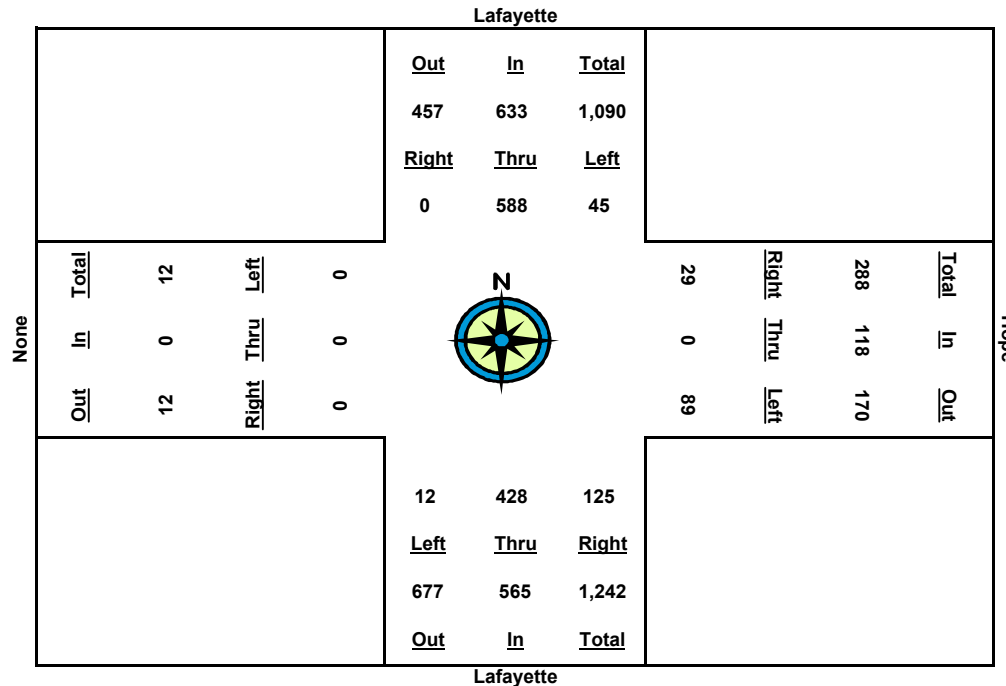 Lafayette
Out In Total
457 633 1,090
Right Thru Left
0 588 45
None
Total 12 Left 0
In 0 Thru 0
Out 12 Right 0
N
29 Right 288 Total
0 Thru 118 In
89 Left 170 Out
12 428 125
Left Thru Right
677 565 1,242
Out In Total
Lafayette